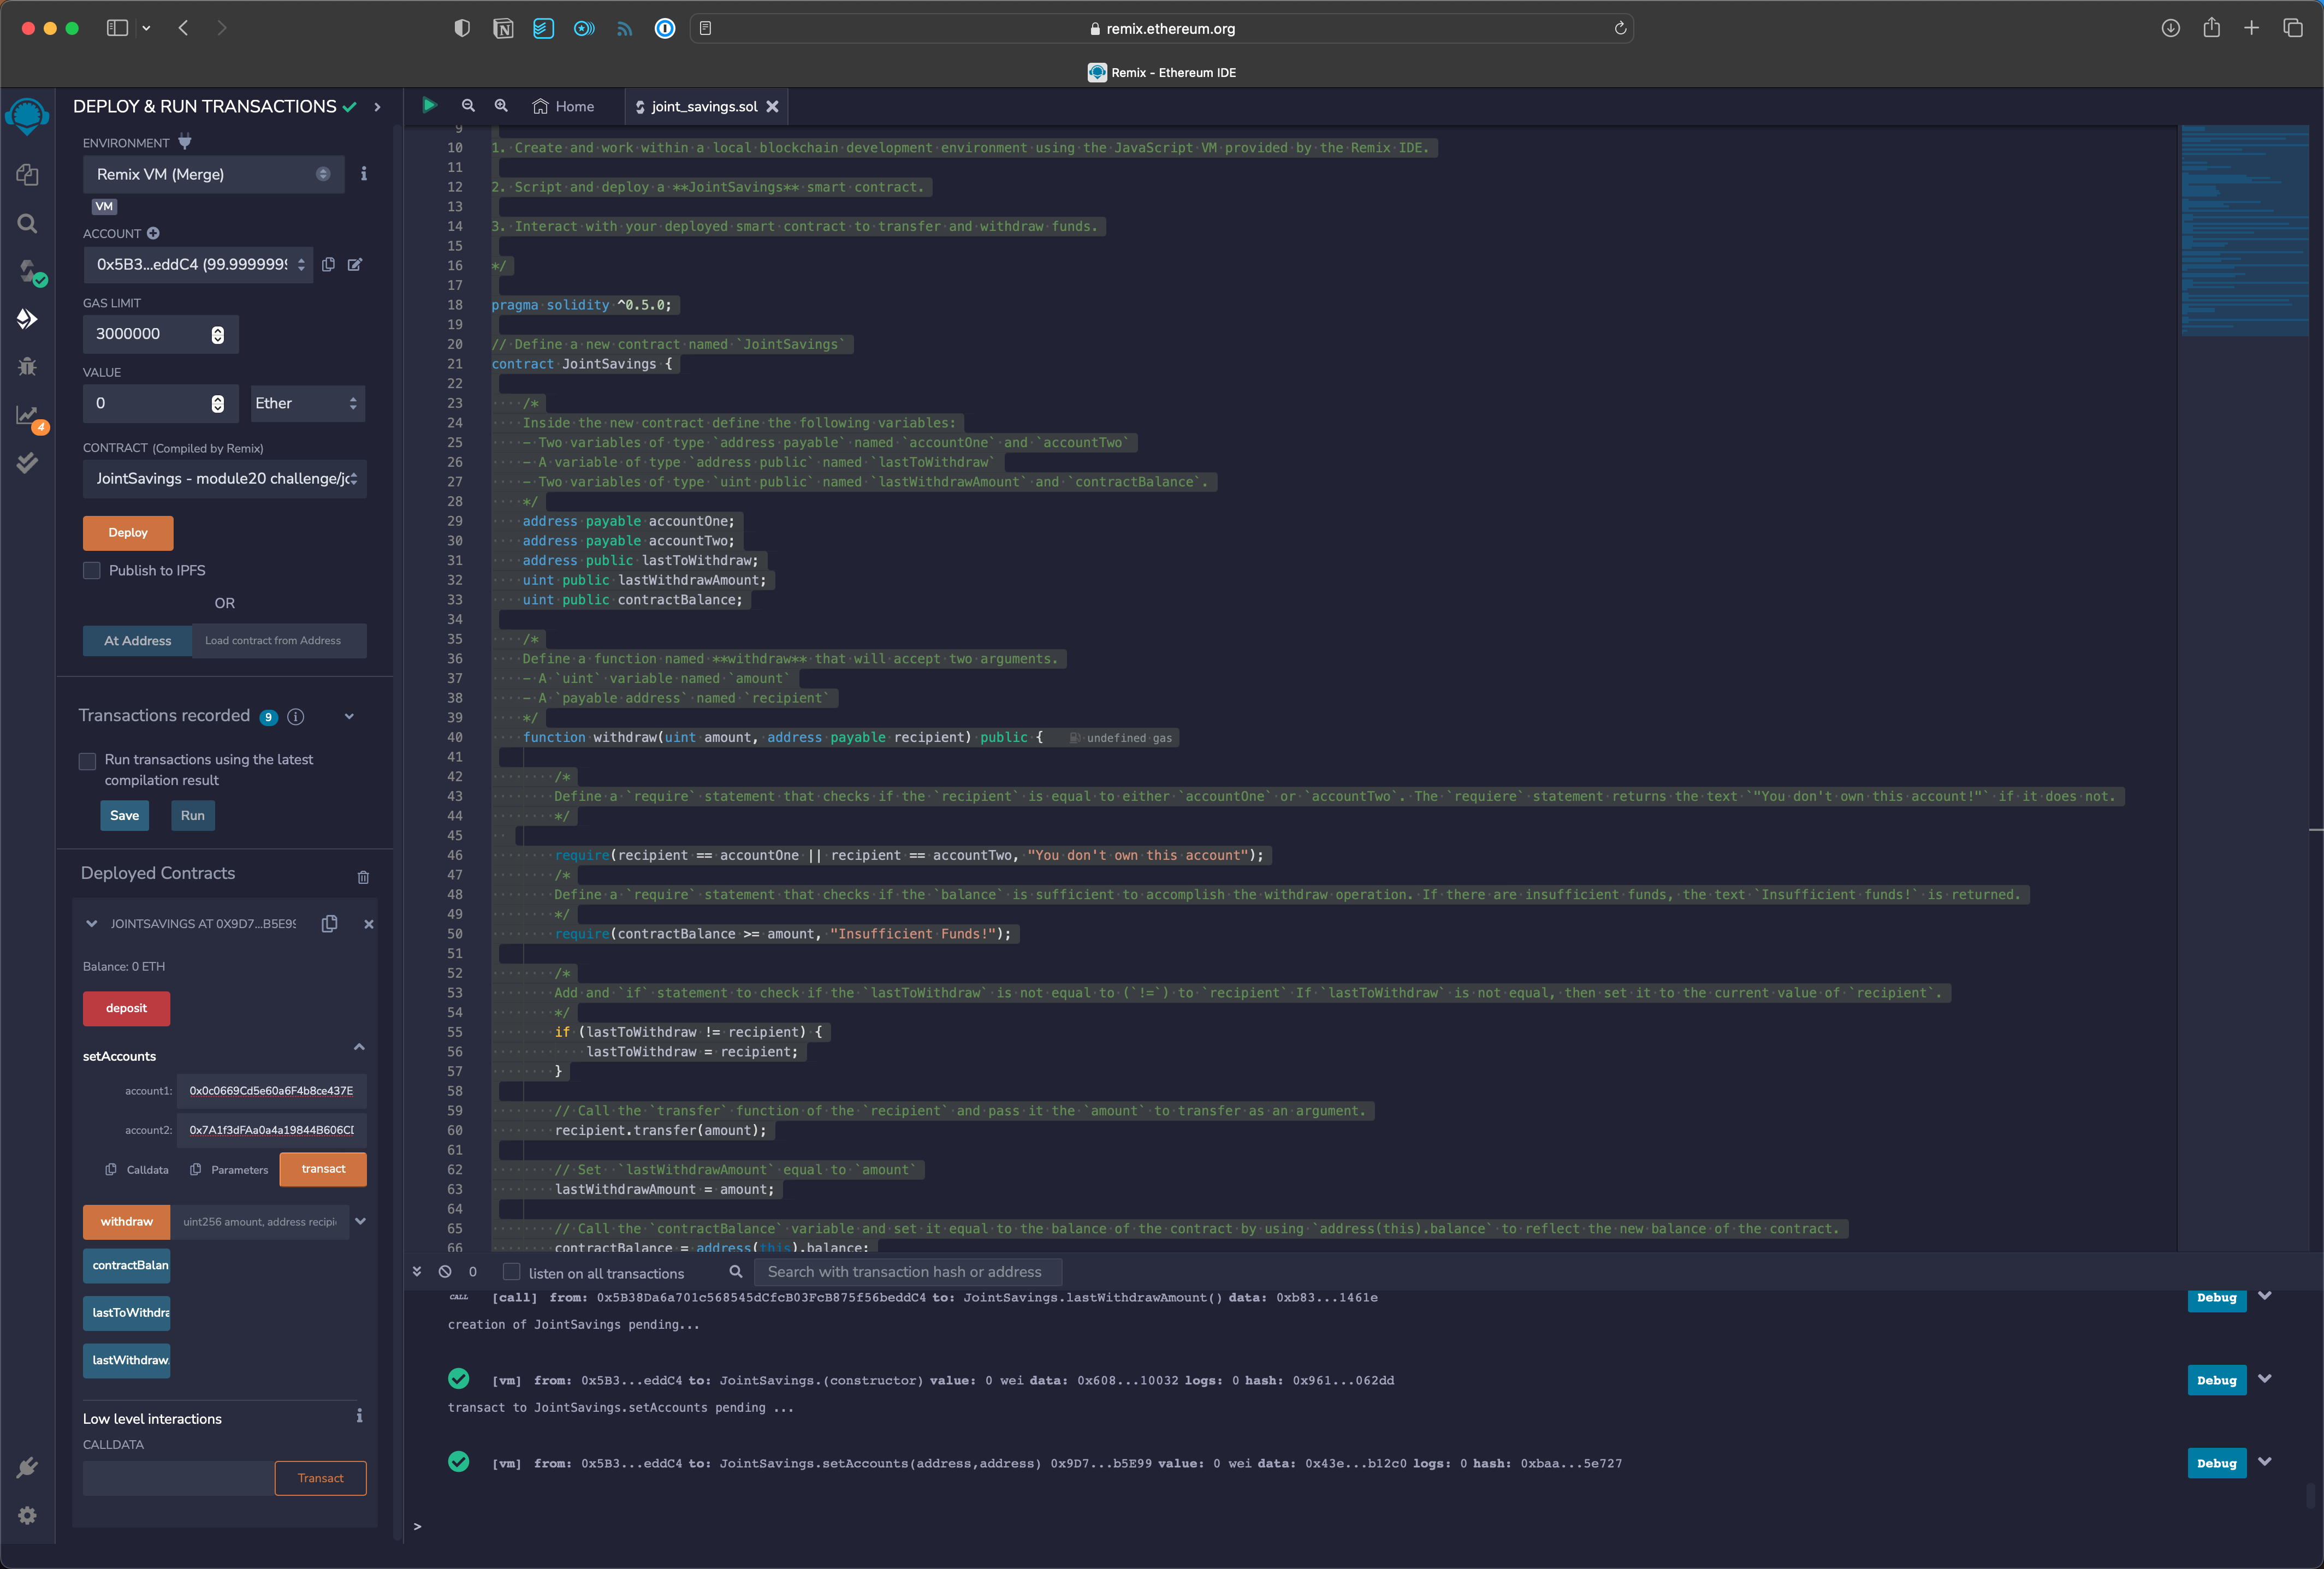 remix.ethereum.org
Remix - Ethereum IDE
DEPLOY & RUN TRANSACTIONS
ENVIRONMENT
Remix VM (Merge)
VM
ACCOUNT
0x5B3...eddC4 (99.9999999
GAS LIMIT
3000000
VALUE
0
Ether
CONTRACT (Compiled by Remix)
JointSavings - module20 challenge/jo
Deploy
Publish to IPFS
OR
At Address
Load contract from Address
Transactions recorded 9
Run transactions using the latest
compilation result
Save
Run
Deployed Contracts
JOINTSAVINGS AT 0X9D7...B5E99
Balance: 0 ETH
deposit
setAccounts
account1: 0x0c0669Cd5e60a6F4b8ce437E
account2: 0x7A1f3dFAa0a4a19844B606CD
Calldata
Parameters
transact
withdraw
uint256 amount, address recipi
contractBalan
lastToWithdra
lastWithdraw
Low level interactions
CALLDATA
Transact
4
Home
joint_savings.sol
9
10 1. Create and work within a local blockchain development environment using the JavaScript VM provided by the Remix IDE.
11
12 2. Script and deploy a **JointSavings** smart contract.
13
14 3. Interact with your deployed smart contract to transfer and withdraw funds.
15
16 */
17
18 pragma solidity ^0.5.0;
19
20 // Define a new contract named `JointSavings`
21 contract JointSavings {
22
23 /*
24 Inside the new contract define the following variables:
25 - Two variables of type `address payable` named `accountOne` and `accountTwo`
26 - A variable of type `address public` named `lastToWithdraw`
27 - Two variables of type `uint public` named `lastWithdrawAmount` and `contractBalance`.
28 */
29 address payable accountOne;
30 address payable accountTwo;
31 address public lastToWithdraw;
32 uint public lastWithdrawAmount;
33 uint public contractBalance;
34
35 /*
36 Define a function named **withdraw** that will accept two arguments.
37 - A `uint` variable named `amount`
38 - A `payable address` named `recipient`
39 */
40 function withdraw(uint amount, address payable recipient) public { undefined gas
41
42 /*
43 Define a `require` statement that checks if the `recipient` is equal to either `accountOne` or `accountTwo`. The `requiere` statement returns the text `"You don't own this account!"` if it does not.
44 */
45
46 require(recipient == accountOne || recipient == accountTwo, "You don't own this account");
47 /*
48 Define a `require` statement that checks if the `balance` is sufficient to accomplish the withdraw operation. If there are insufficient funds, the text `Insufficient funds!` is returned.
49 */
50 require(contractBalance >= amount, "Insufficient Funds!");
51
52 /*
53 Add and `if` statement to check if the `lastToWithdraw` is not equal to (`!=`) to `recipient` If `lastToWithdraw` is not equal, then set it to the current value of `recipient`.
54 */
55 if (lastToWithdraw != recipient) {
56 lastToWithdraw = recipient;
57 }
58
59 // Call the `transfer` function of the `recipient` and pass it the `amount` to transfer as an argument.
60 recipient.transfer(amount);
61
62 // Set  `lastWithdrawAmount` equal to `amount`
63 lastWithdrawAmount = amount;
64
65 // Call the `contractBalance` variable and set it equal to the balance of the contract by using `address(this).balance` to reflect the new balance of the contract.
66 contractBalance = address(this).balance;
0
listen on all transactions
Search with transaction hash or address
CALL [call] from: 0x5B38Da6a701c568545dCfcB03FcB875f56beddC4 to: JointSavings.lastWithdrawAmount() data: 0xb83...1461e
Debug
creation of JointSavings pending...
[vm] from: 0x5B3...eddC4 to: JointSavings.(constructor) value: 0 wei data: 0x608...10032 logs: 0 hash: 0x961...062dd
Debug
transact to JointSavings.setAccounts pending ...
[vm] from: 0x5B3...eddC4 to: JointSavings.setAccounts(address,address) 0x9D7...b5E99 value: 0 wei data: 0x43e...b12c0 logs: 0 hash: 0xbaa...5e727
Debug
>